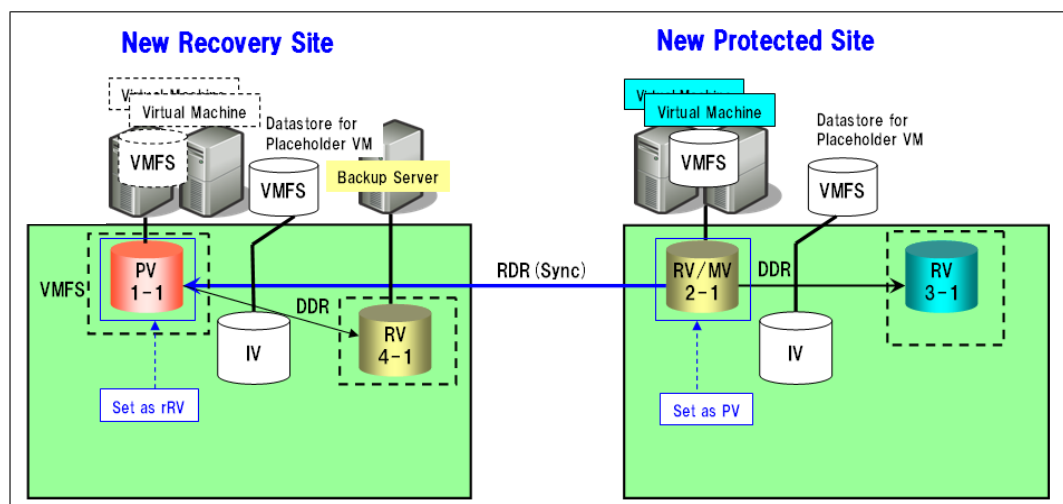 New Recovery Site
New Protected Site
Virtual Machine
Virtual Machine
VMFS
Datastore for
Placeholder VM
VMFS
Backup Server
Virtual Machine
Virtual Machine
VMFS
Datastore for
Placeholder VM
VMFS
VMFS
PV
1-1
DDR
IV
RV
4-1
Set as rRV
RDR(Sync)
RV/MV
2-1
DDR
RV
3-1
IV
Set as PV